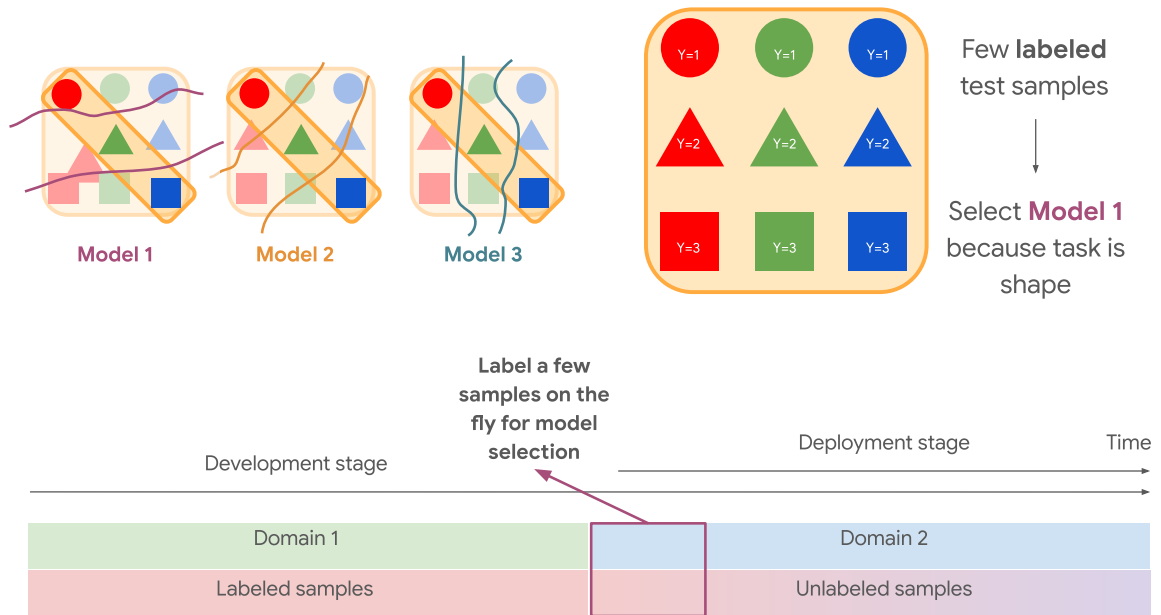 Y=1
Y=1
Y=1
Y=2
Y=2
Y=2
Y=3
Y=3
Y=3
Model 1
Model 2
Model 3
Few labeled
test samples
Select Model 1
because task is
shape
Label a few
samples on the
fly for model
selection
Development stage
Deployment stage
Time
Domain 1
Domain 2
Labeled samples
Unlabeled samples